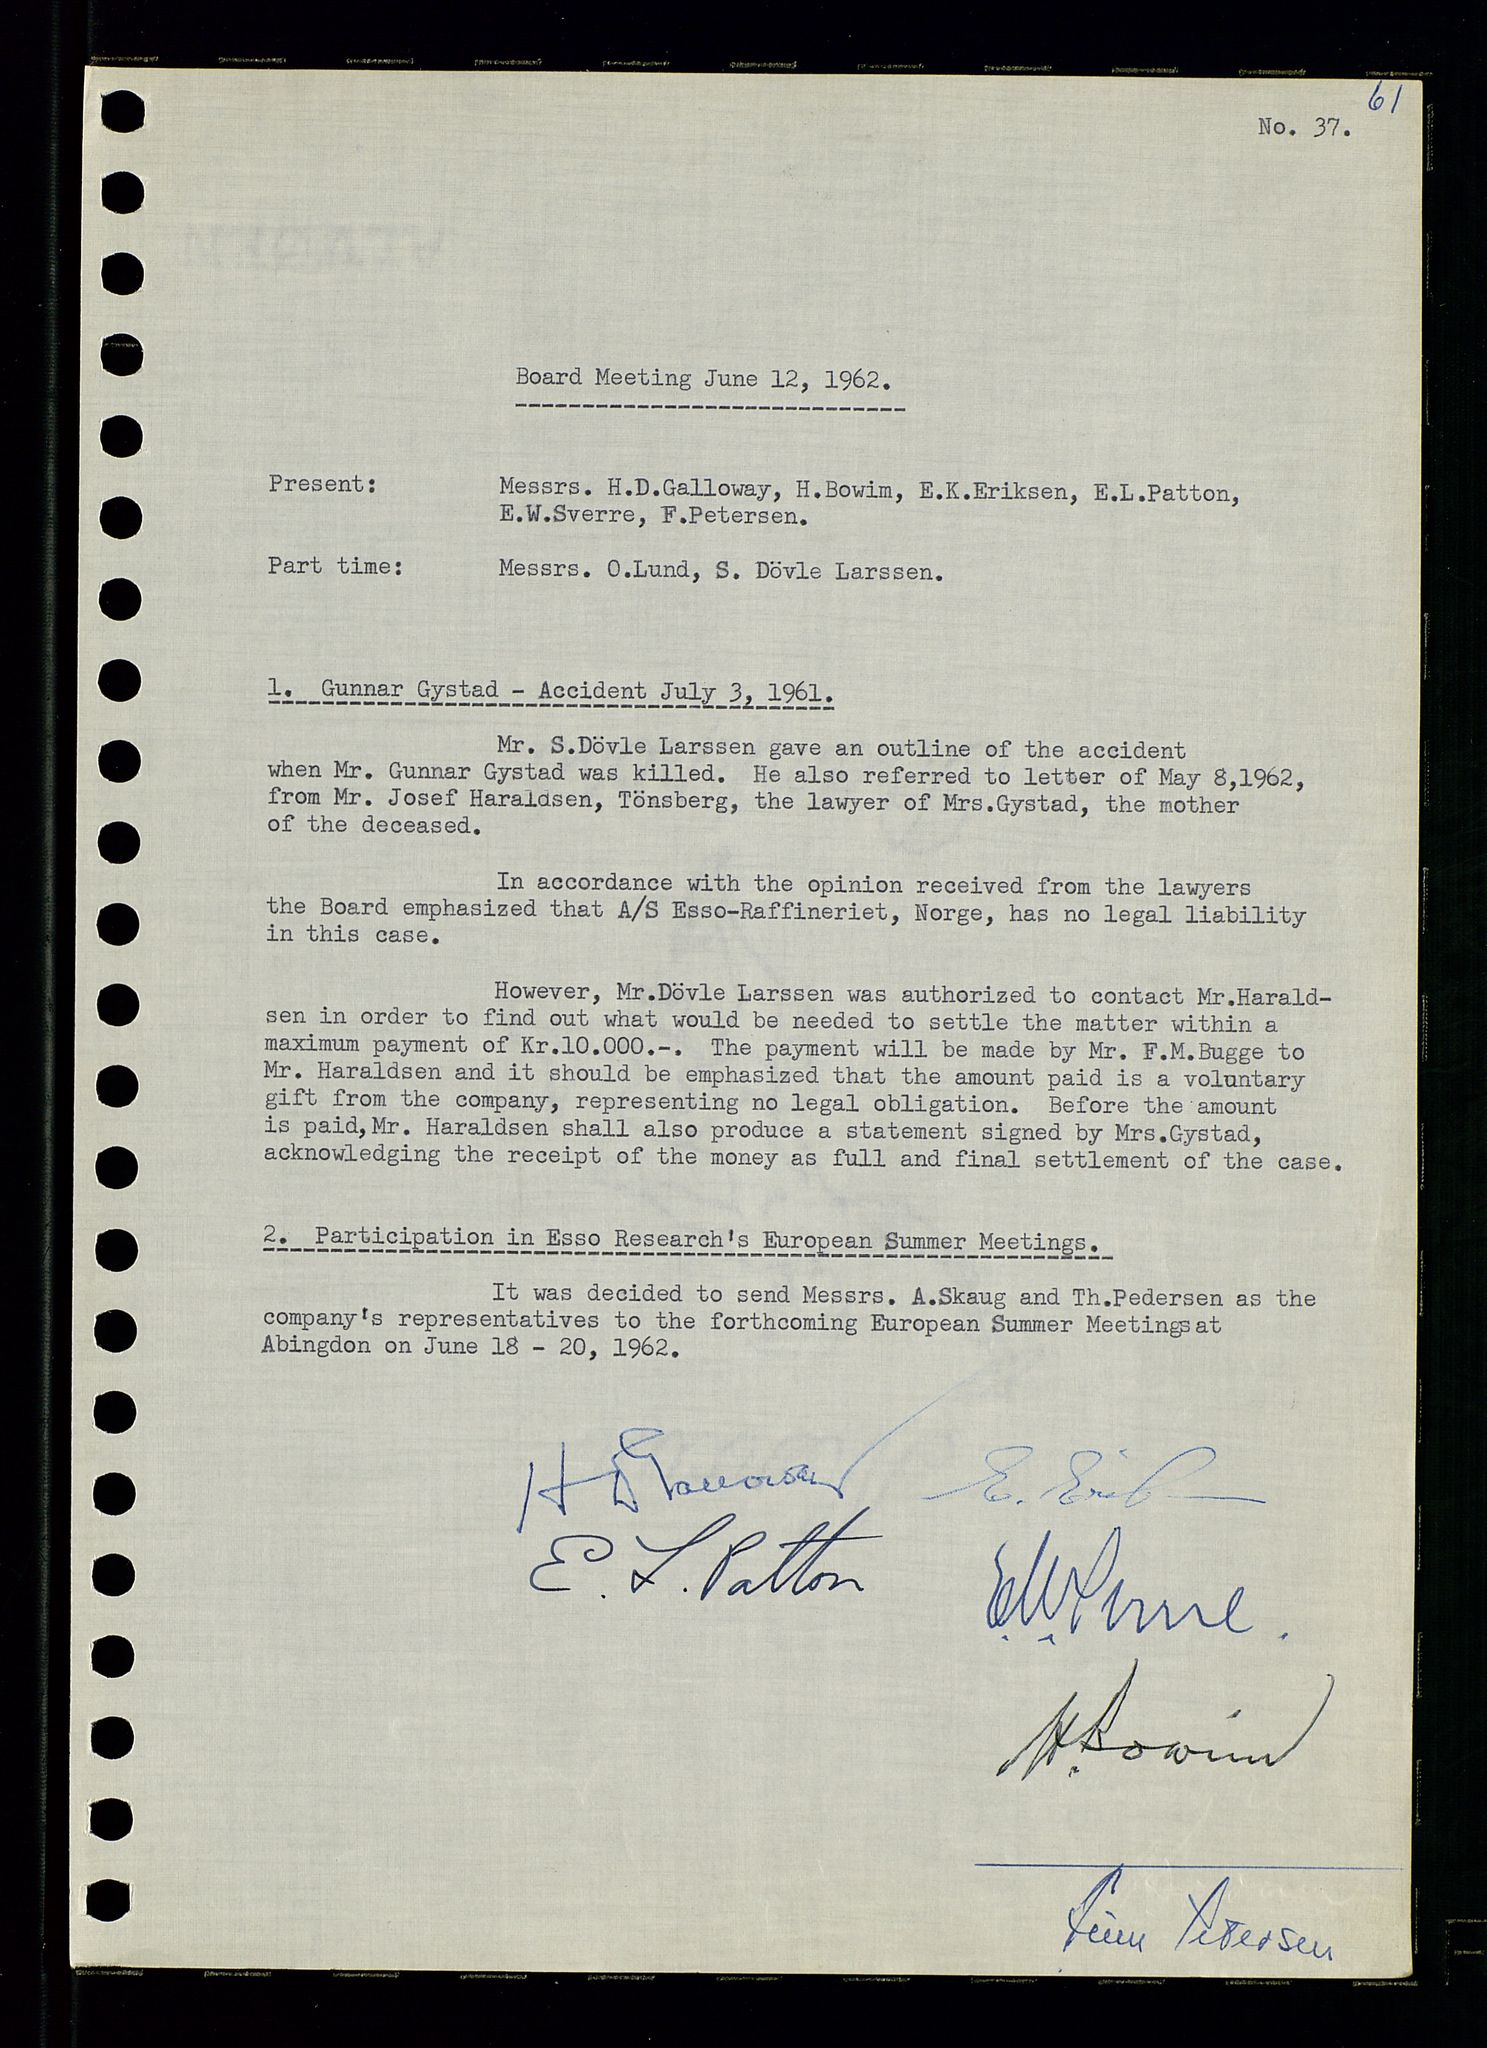 61
No. 37.
Board Meeting June 12, 1962.
Present: Messrs. H.D.Galloway, H.Bowim, E.K.Eriksen, E.L.Patton,
E.W.Sverre, F.Petersen.
Part time: Messrs. O.Lund, S. Dövle Larssen.
1. Gunnar Gystad - Accident July 3, 1961.
Mr. S.Dövle Larssen gave an outline of the accident
when Mr. Gunnar Gystad was killed. He also referred to letter of May 8,1962,
from Mr. Josef Haraldsen, Tönsberg, the lawyer of Mrs.Gystad, the mother
of the deceased.
In accordance with the opinion received from the lawyers
the Board emphasized that A/S Esso-Raffineriet, Norge, has no legal liability
in this case.
However, Mr.Dövle Larssen was authorized to contact Mr.Harald-
sen in order to find out what would be needed to settle the matter within a
maximum payment of Kr.10.000.-. The payment will be made by Mr. F.M.Bugge to
Mr. Haraldsen and it should be emphasized that the amount paid is a voluntary
gift from the company, representing no legal obligation. Before the amount
is paid, Mr. Haraldsen shall also produce a statement signed by Mrs.Gystad,
acknowledging the receipt of the money as full and final settlement of the case.
2. Participation in Esso Research's European Summer Meetings.
It was decided to send Messrs. A.Skaug and Th.Pedersen as the
company's representatives to the forthcoming European Summer Meetings at
Abingdon on June 18 - 20, 1962.
H D Galloway E. Erik
E. L. Patton
E.W. Sverre.
H. Bowim
Finn Petersen